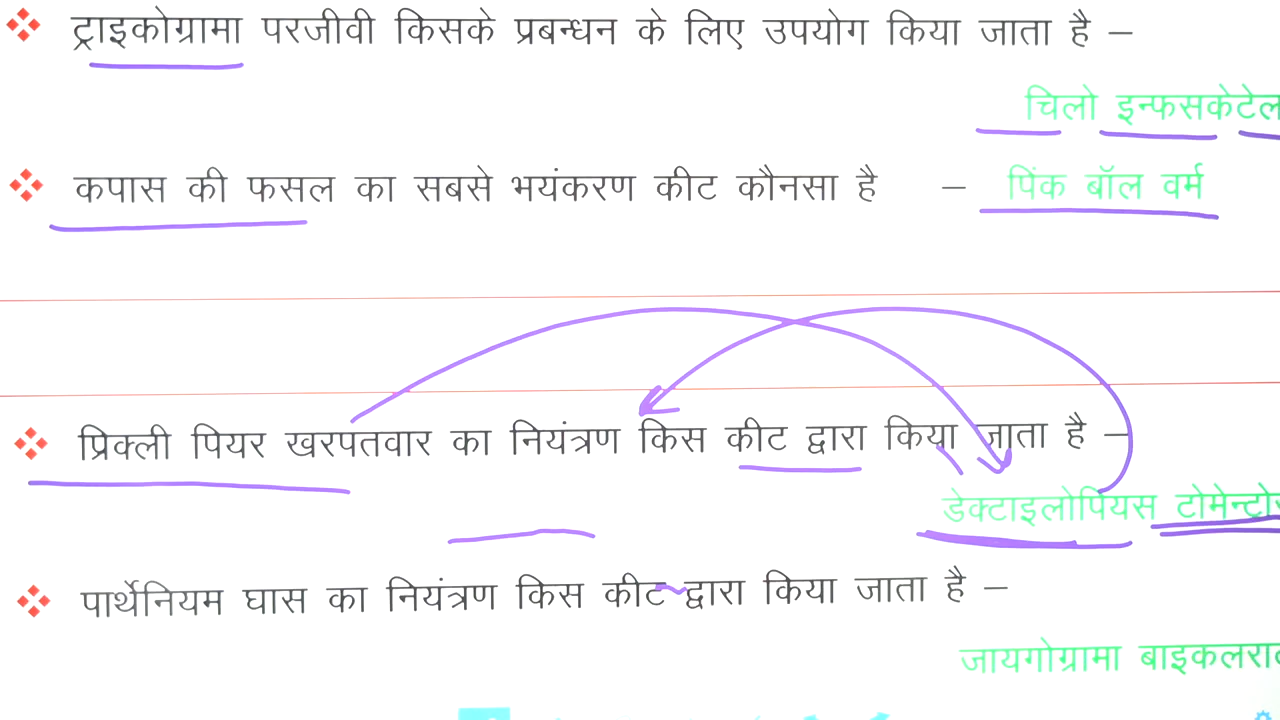 ट्राइकोग्रामा परजीवी किसके प्रबन्धन के लिए उपयोग किया जाता है –
चिलो इन्फसकेटेल
कपास की फसल का सबसे भयंकरण कीट कौनसा है – पिंक बॉल वर्म
प्रिक्ली पियर खरपतवार का नियंत्रण किस कीट द्वारा किया जाता है –
डेक्टाइलोपियस
पार्थेनियम घास का नियंत्रण किस कीट द्वारा किया जाता है –
जायगोग्रामा